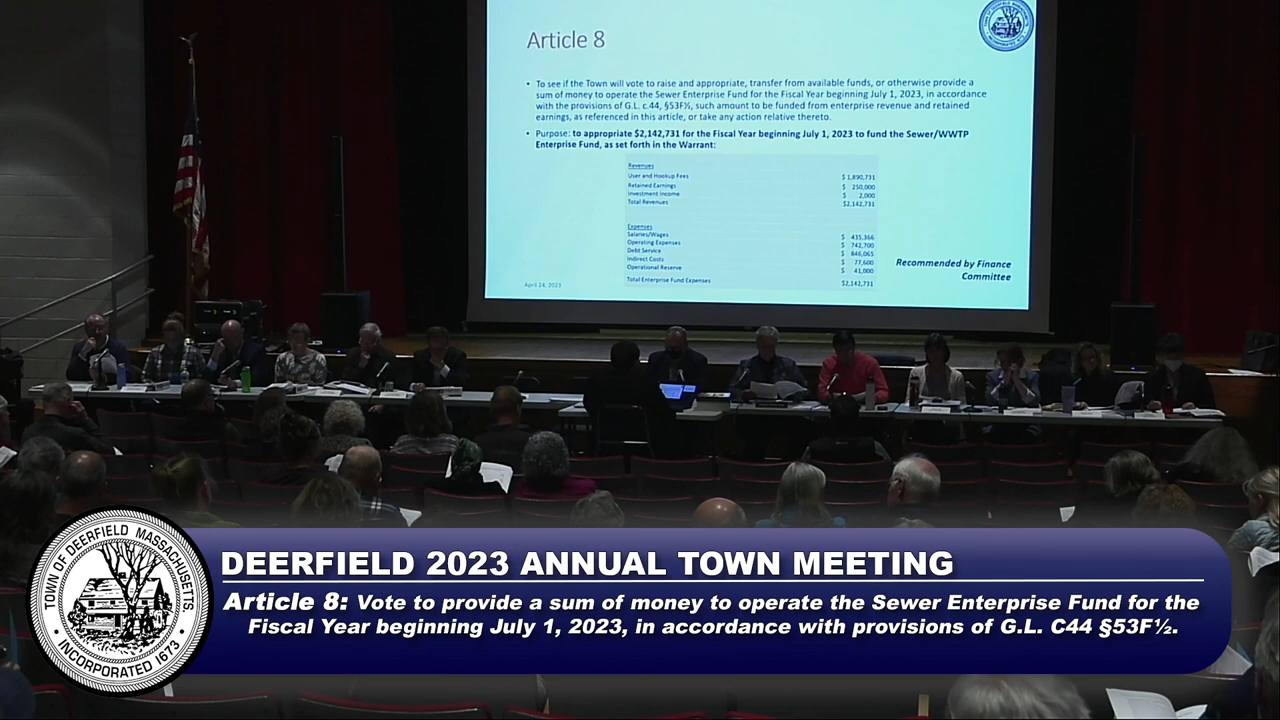 Article 8
• To see if the Town will vote to raise and appropriate, transfer from available funds, or otherwise provide a
sum of money to operate the Sewer Enterprise Fund for the Fiscal Year beginning July 1, 2023, in accordance
with the provisions of G.L. c.44, §53F½, such amount to be funded from enterprise revenue and retained
earnings, as referenced in this article, or take any action relative thereto.
• Purpose: to appropriate $2,142,731 for the Fiscal Year beginning July 1, 2023 to fund the Sewer/WWTP
Enterprise Fund, as set forth in the Warrant:
Revenues
User and Hookup Fees $ 1,890,731
Retained Earnings $ 250,000
Investment Income $ 2,000
Total Revenues $2,142,731
Expenses
Salaries/Wages $ 435,366
Operating Expenses $ 742,700
Debt Service $ 846,065
Indirect Costs $ 77,600
Operational Reserve $ 41,000
Total Enterprise Fund Expenses $2,142,731
Recommended by Finance
Committee
April 24, 2023
TOWN OF DEERFIELD MASSACHUSETTS
• INCORPORATED 1673 •
DEERFIELD 2023 ANNUAL TOWN MEETING
Article 8: Vote to provide a sum of money to operate the Sewer Enterprise Fund for the
Fiscal Year beginning July 1, 2023, in accordance with provisions of G.L. C44 §53F½.